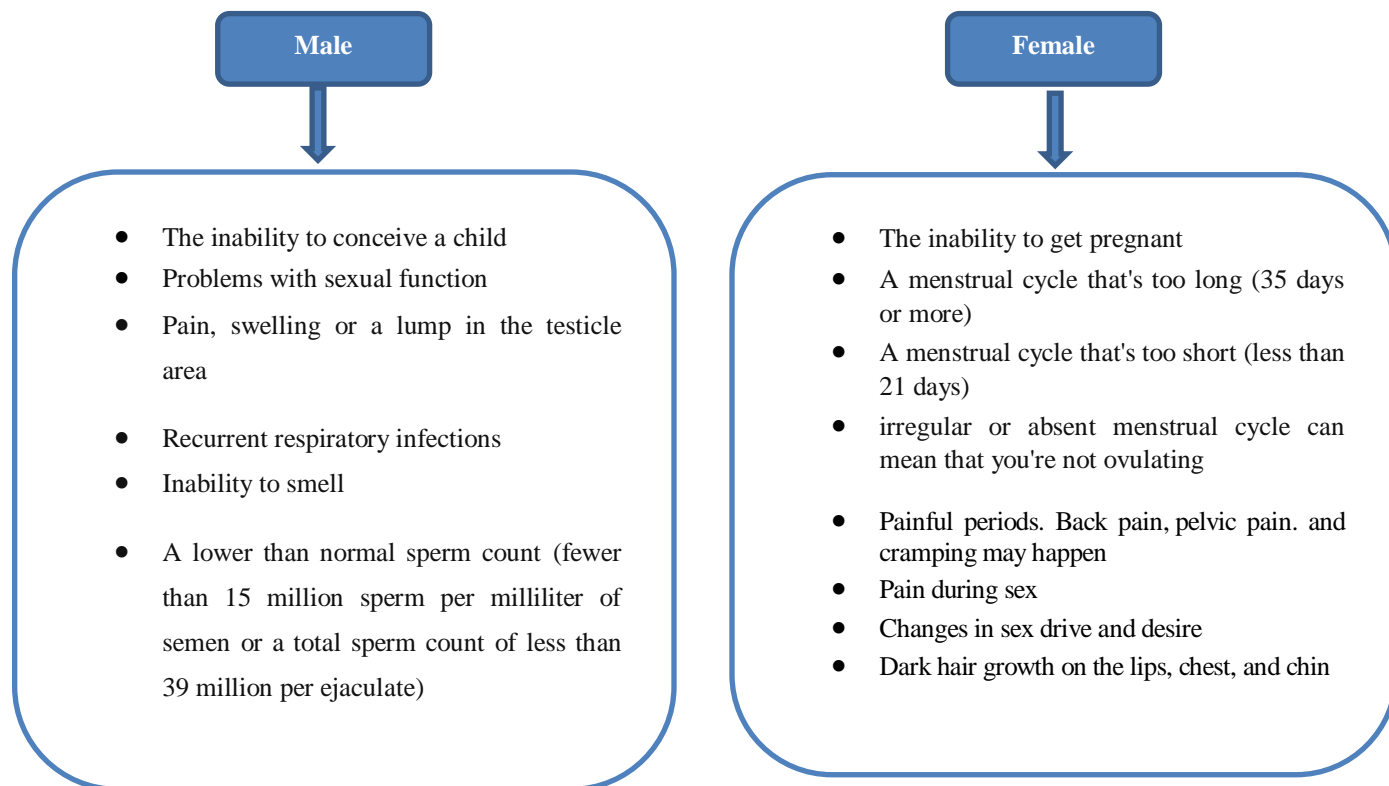 Male
● The inability to conceive a child
● Problems with sexual function
● Pain, swelling or a lump in the testicle
area
● Recurrent respiratory infections
● Inability to smell
● A lower than normal sperm count (fewer
than 15 million sperm per milliliter of
semen or a total sperm count of less than
39 million per ejaculate)
Female
● The inability to get pregnant
● A menstrual cycle that's too long (35 days
or more)
● A menstrual cycle that's too short (less than
21 days)
● irregular or absent menstrual cycle can
mean that you're not ovulating
● Painful periods. Back pain, pelvic pain. and
cramping may happen
● Pain during sex
● Changes in sex drive and desire
● Dark hair growth on the lips, chest, and chin